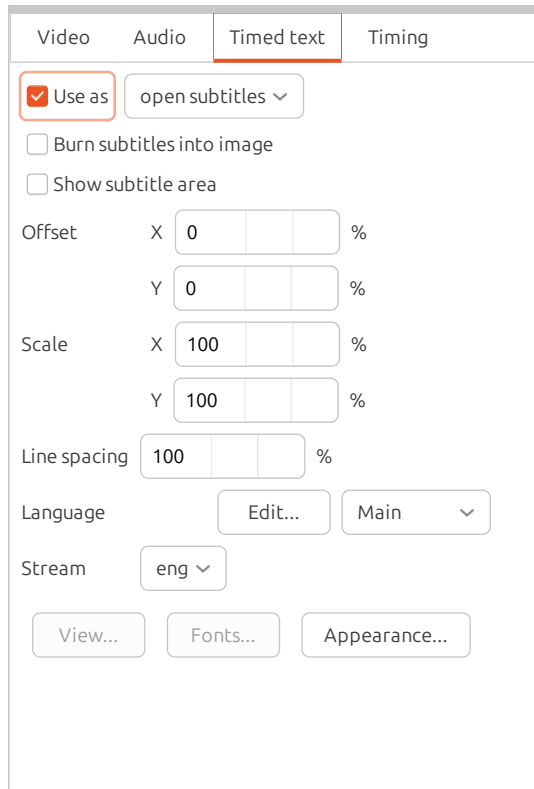 Video Audio Timed text Timing
Use as open subtitles
Burn subtitles into image
Show subtitle area
Offset X 0 %
Y 0 %
Scale X 100 %
Y 100 %
Line spacing 100 %
Language Edit... Main
Stream eng
View... Fonts... Appearance...